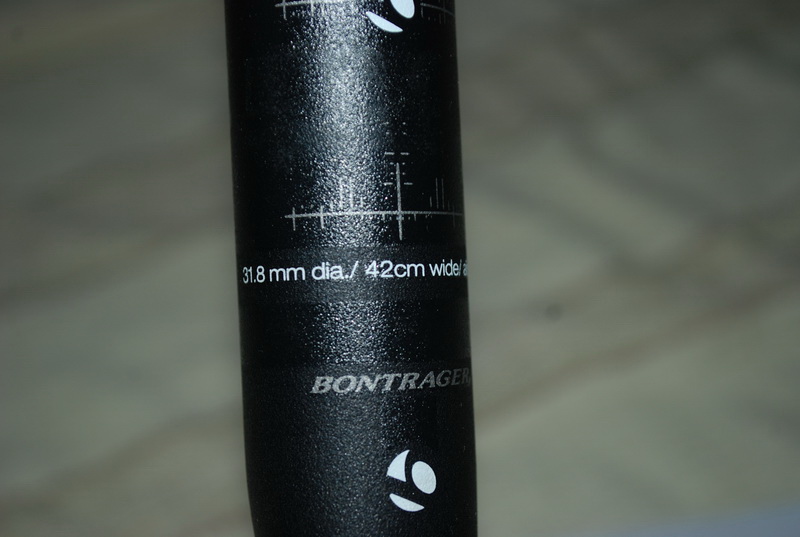 31.8 mm dia./ 42cm wide/
BONTRAGER